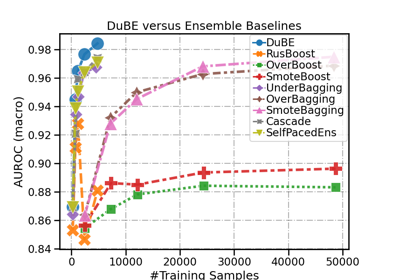 DuBE versus Ensemble Baselines
AUROC (macro)
0.98
0.96
0.94
0.92
0.90
0.88
0.86
0.84
DuBE
RusBoost
OverBoost
SmoteBoost
UnderBagging
OverBagging
SmoteBagging
Cascade
SelfPacedEns
0
10000
20000
30000
40000
50000
#Training Samples